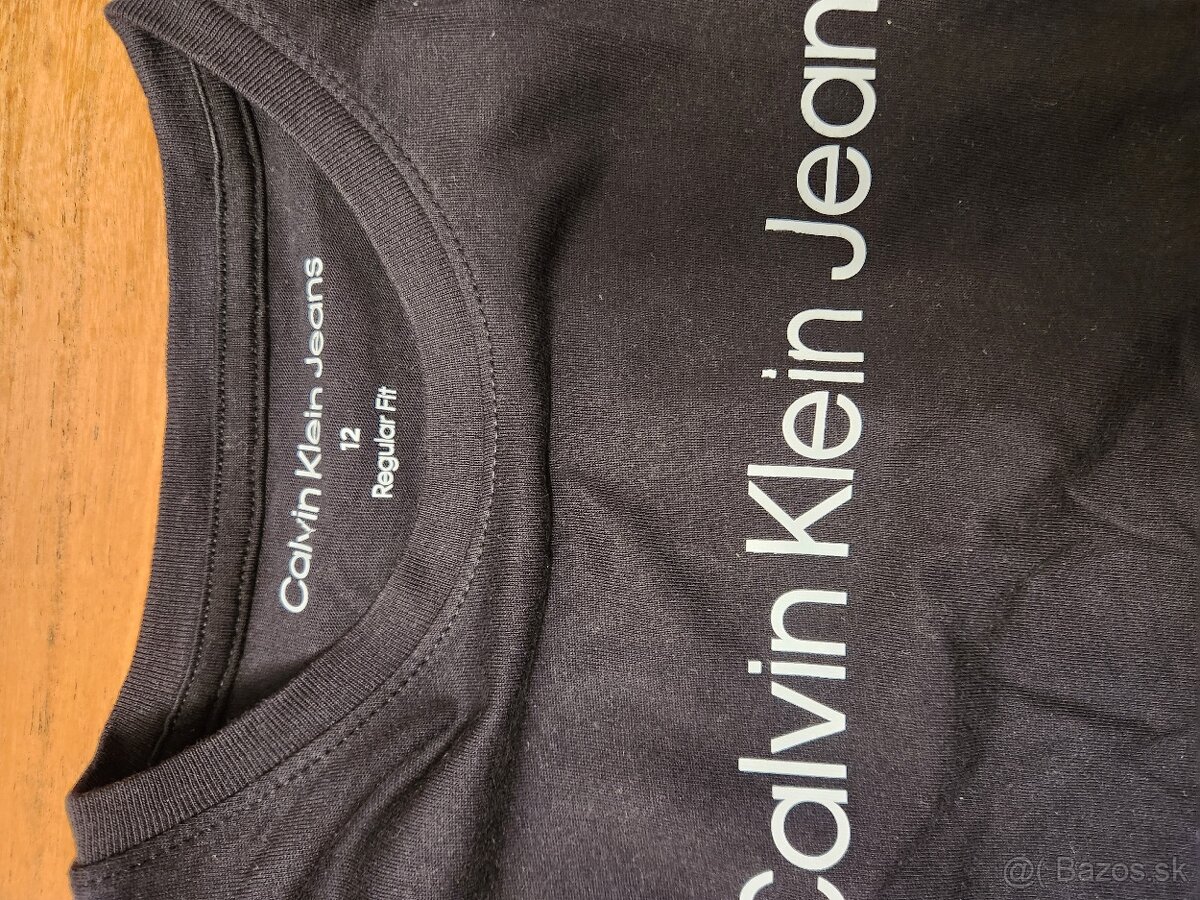 Calvin Klein Jeans
12
Regular Fit
Calvin Klein Jean
@( Bazos.sk